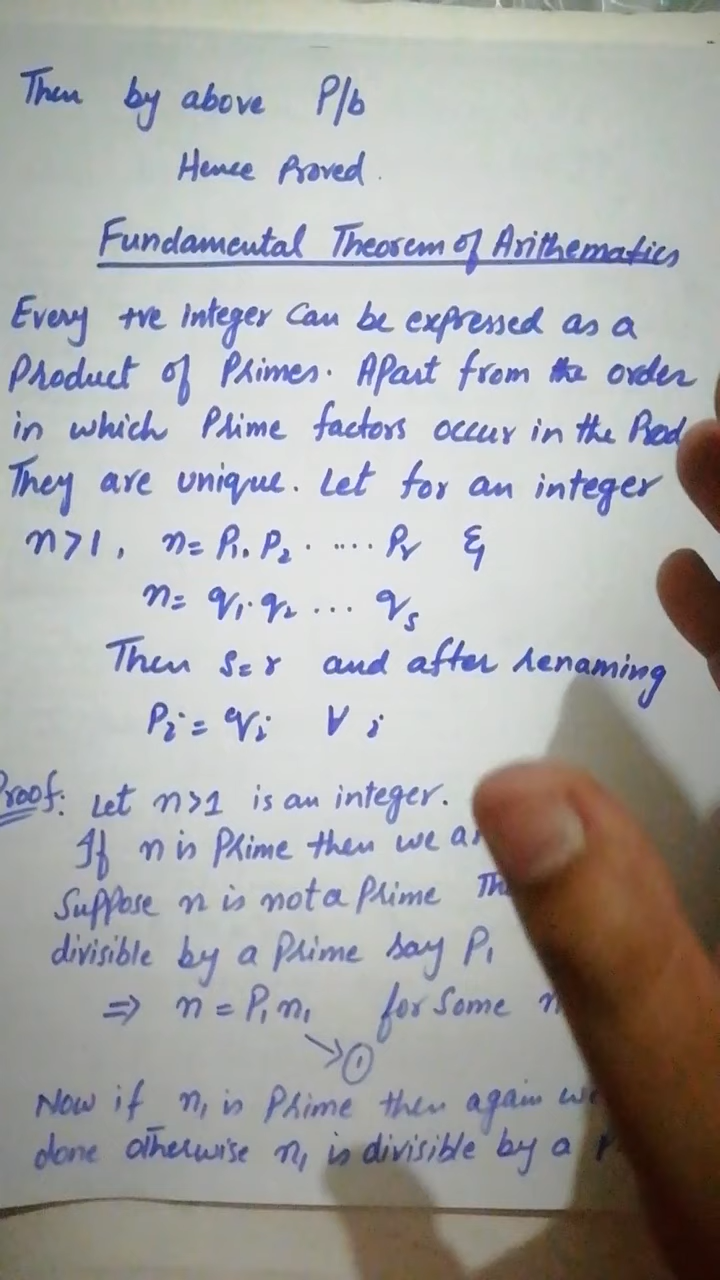 Then by above P/b
Hence Proved.
Fundamental Theorem of Arithematics
Every +ve integer can be expressed as a
Product of Primes. Apart from the order
in which Prime factors occur in the Prod
They are unique. Let for an integer
n>1, n= P1. P2 . .... Pr &
n= q1. q2 ... qs
Then s=r and after renaming
Pi = qi ∀ i
Proof: Let n>1 is an integer.
If n is Prime then we
Suppose n is not a Prime
divisible by a Prime say P1
⇒ n = P1 n1 for some
→ ①
Now if n1 is Prime then again
done otherwise n1 is divisible by a